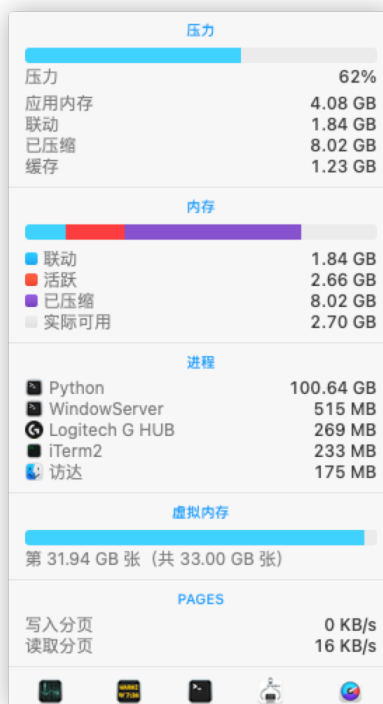 压力
压力 62%
应用内存 4.08 GB
联动 1.84 GB
已压缩 8.02 GB
缓存 1.23 GB
内存
联动 1.84 GB
活跃 2.66 GB
已压缩 8.02 GB
实际可用 2.70 GB
进程
Python 100.64 GB
WindowServer 515 MB
Logitech G HUB 269 MB
iTerm2 233 MB
访达 175 MB
虚拟内存
第 31.94 GB 张（共 33.00 GB 张）
PAGES
写入分页 0 KB/s
读取分页 16 KB/s